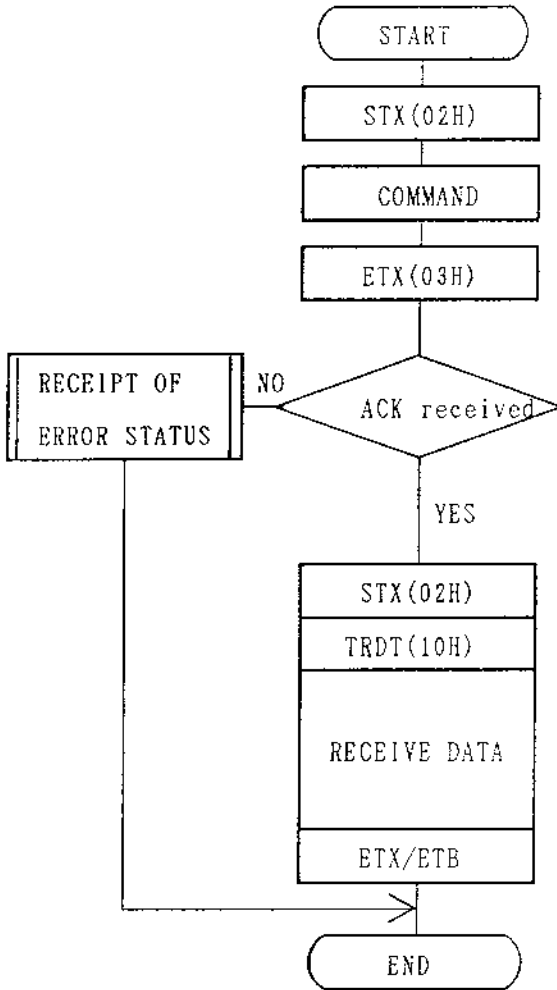 START
STX(02H)
COMMAND
ETX(03H)
ACK received
NO
RECEIPT OF
ERROR STATUS
YES
STX(02H)
TRDT(10H)
RECEIVE DATA
ETX/ETB
END